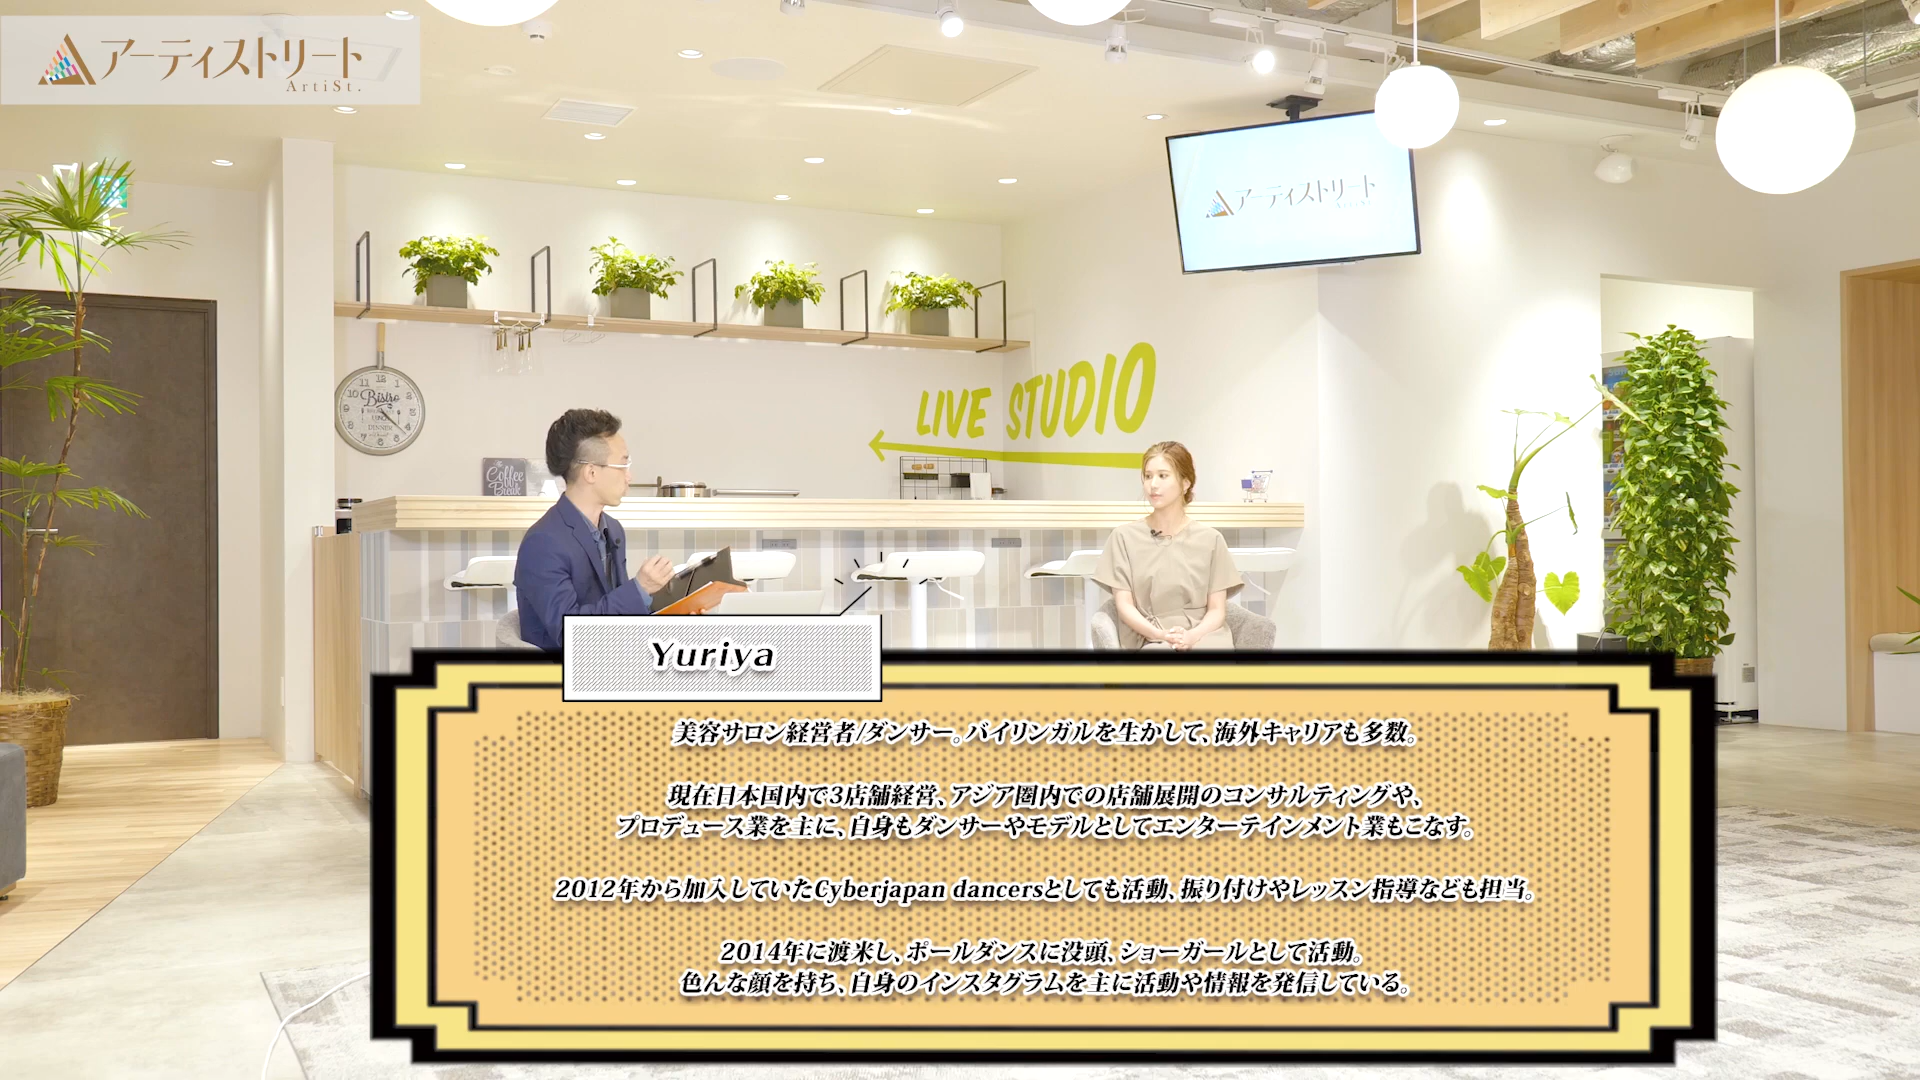 アーティストリート
ArtiSt.
アーティストリート
ArtiSt.
LIVE STUDIO
Bistro
DINNER
Coffee
Break
Yuriya
美容サロン経営者/ダンサー。バイリンガルを生かして、海外キャリアも多数。
現在日本国内で3店舗経営、アジア圏内での店舗展開のコンサルティングや、
プロデュース業を主に、自身もダンサーやモデルとしてエンターテインメント業もこなす。
2012年から加入していたCyberjapan dancersとしても活動、振り付けやレッスン指導なども担当。
2014年に渡米し、ポールダンスに没頭、ショーガールとして活動。
色んな顔を持ち、自身のインスタグラムを主に活動や情報を発信している。